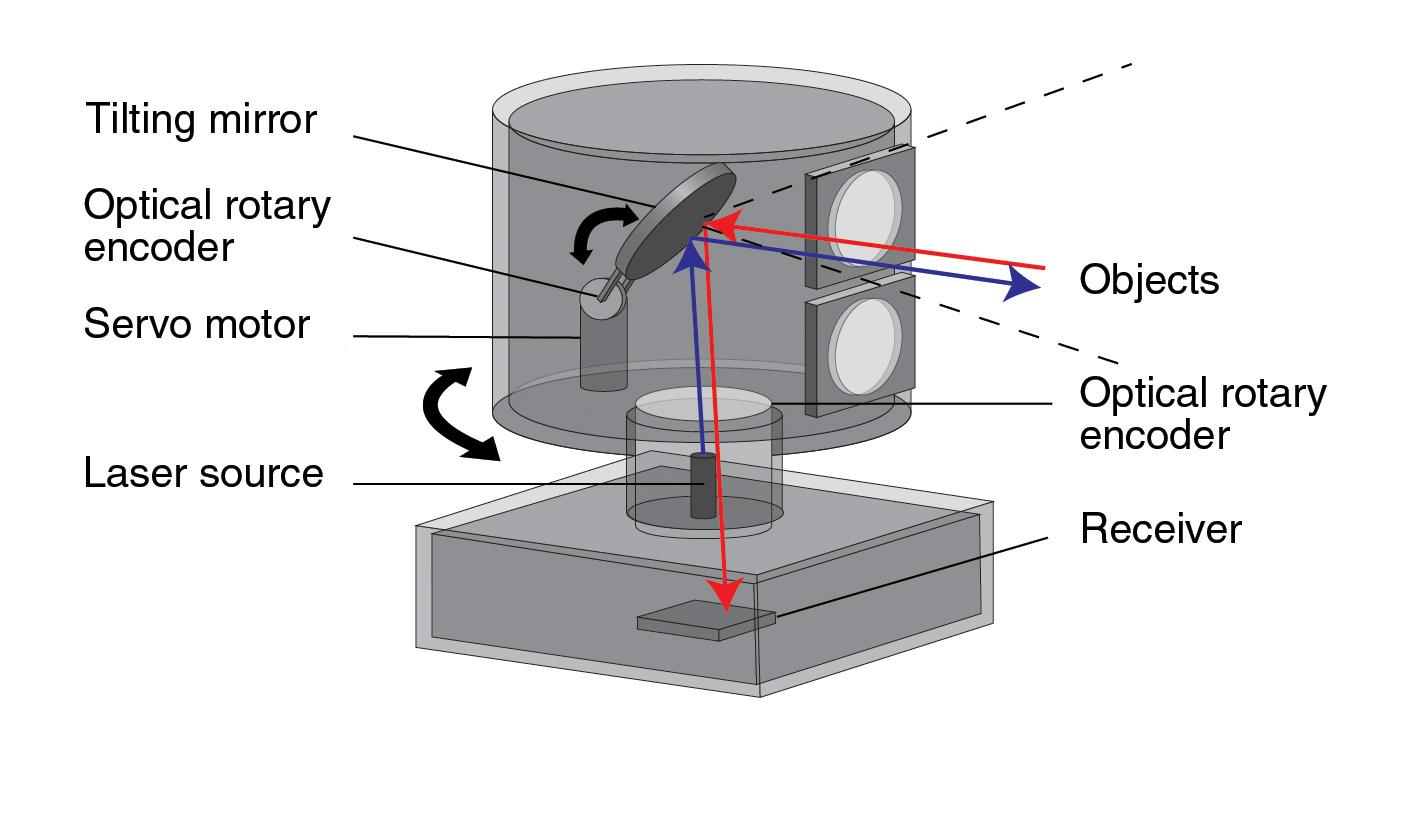 Tilting mirror
Optical rotary
encoder
Servo motor
Laser source
Objects
Optical rotary
encoder
Receiver